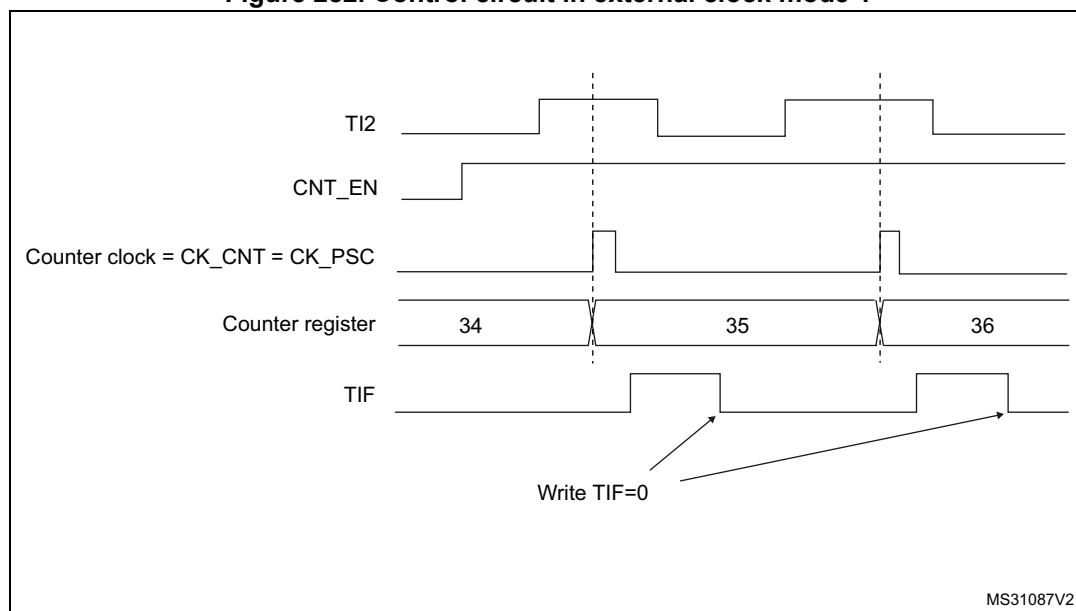 TI2
CNT_EN
Counter clock = CK_CNT = CK_PSC
Counter register 34 35 36
TIF
Write TIF=0
MS31087V2